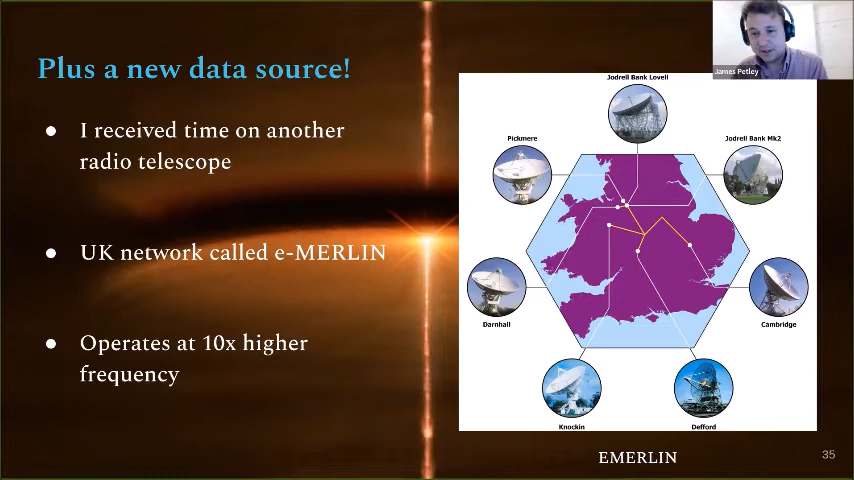 Plus a new data source!
● I received time on another
radio telescope
● UK network called e-MERLIN
● Operates at 10x higher
frequency
James Petley
Jodrell Bank Lovell
Pickmere
Jodrell Bank Mk2
Darnhall
Cambridge
Knockin
Defford
EMERLIN
35